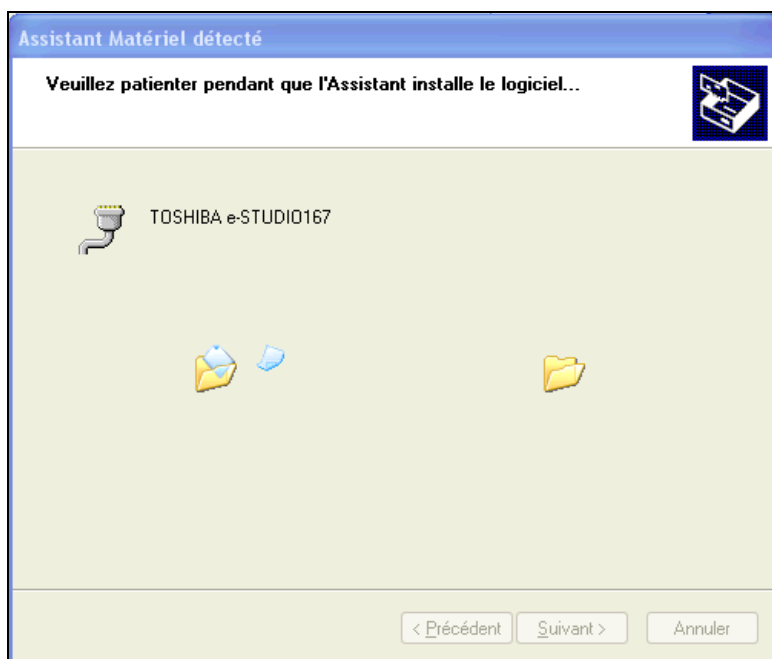 Assistant Matériel détecté
Veuillez patienter pendant que l'Assistant installe le logiciel...
TOSHIBA e-STUDIO167
< Précédent Suivant > Annuler